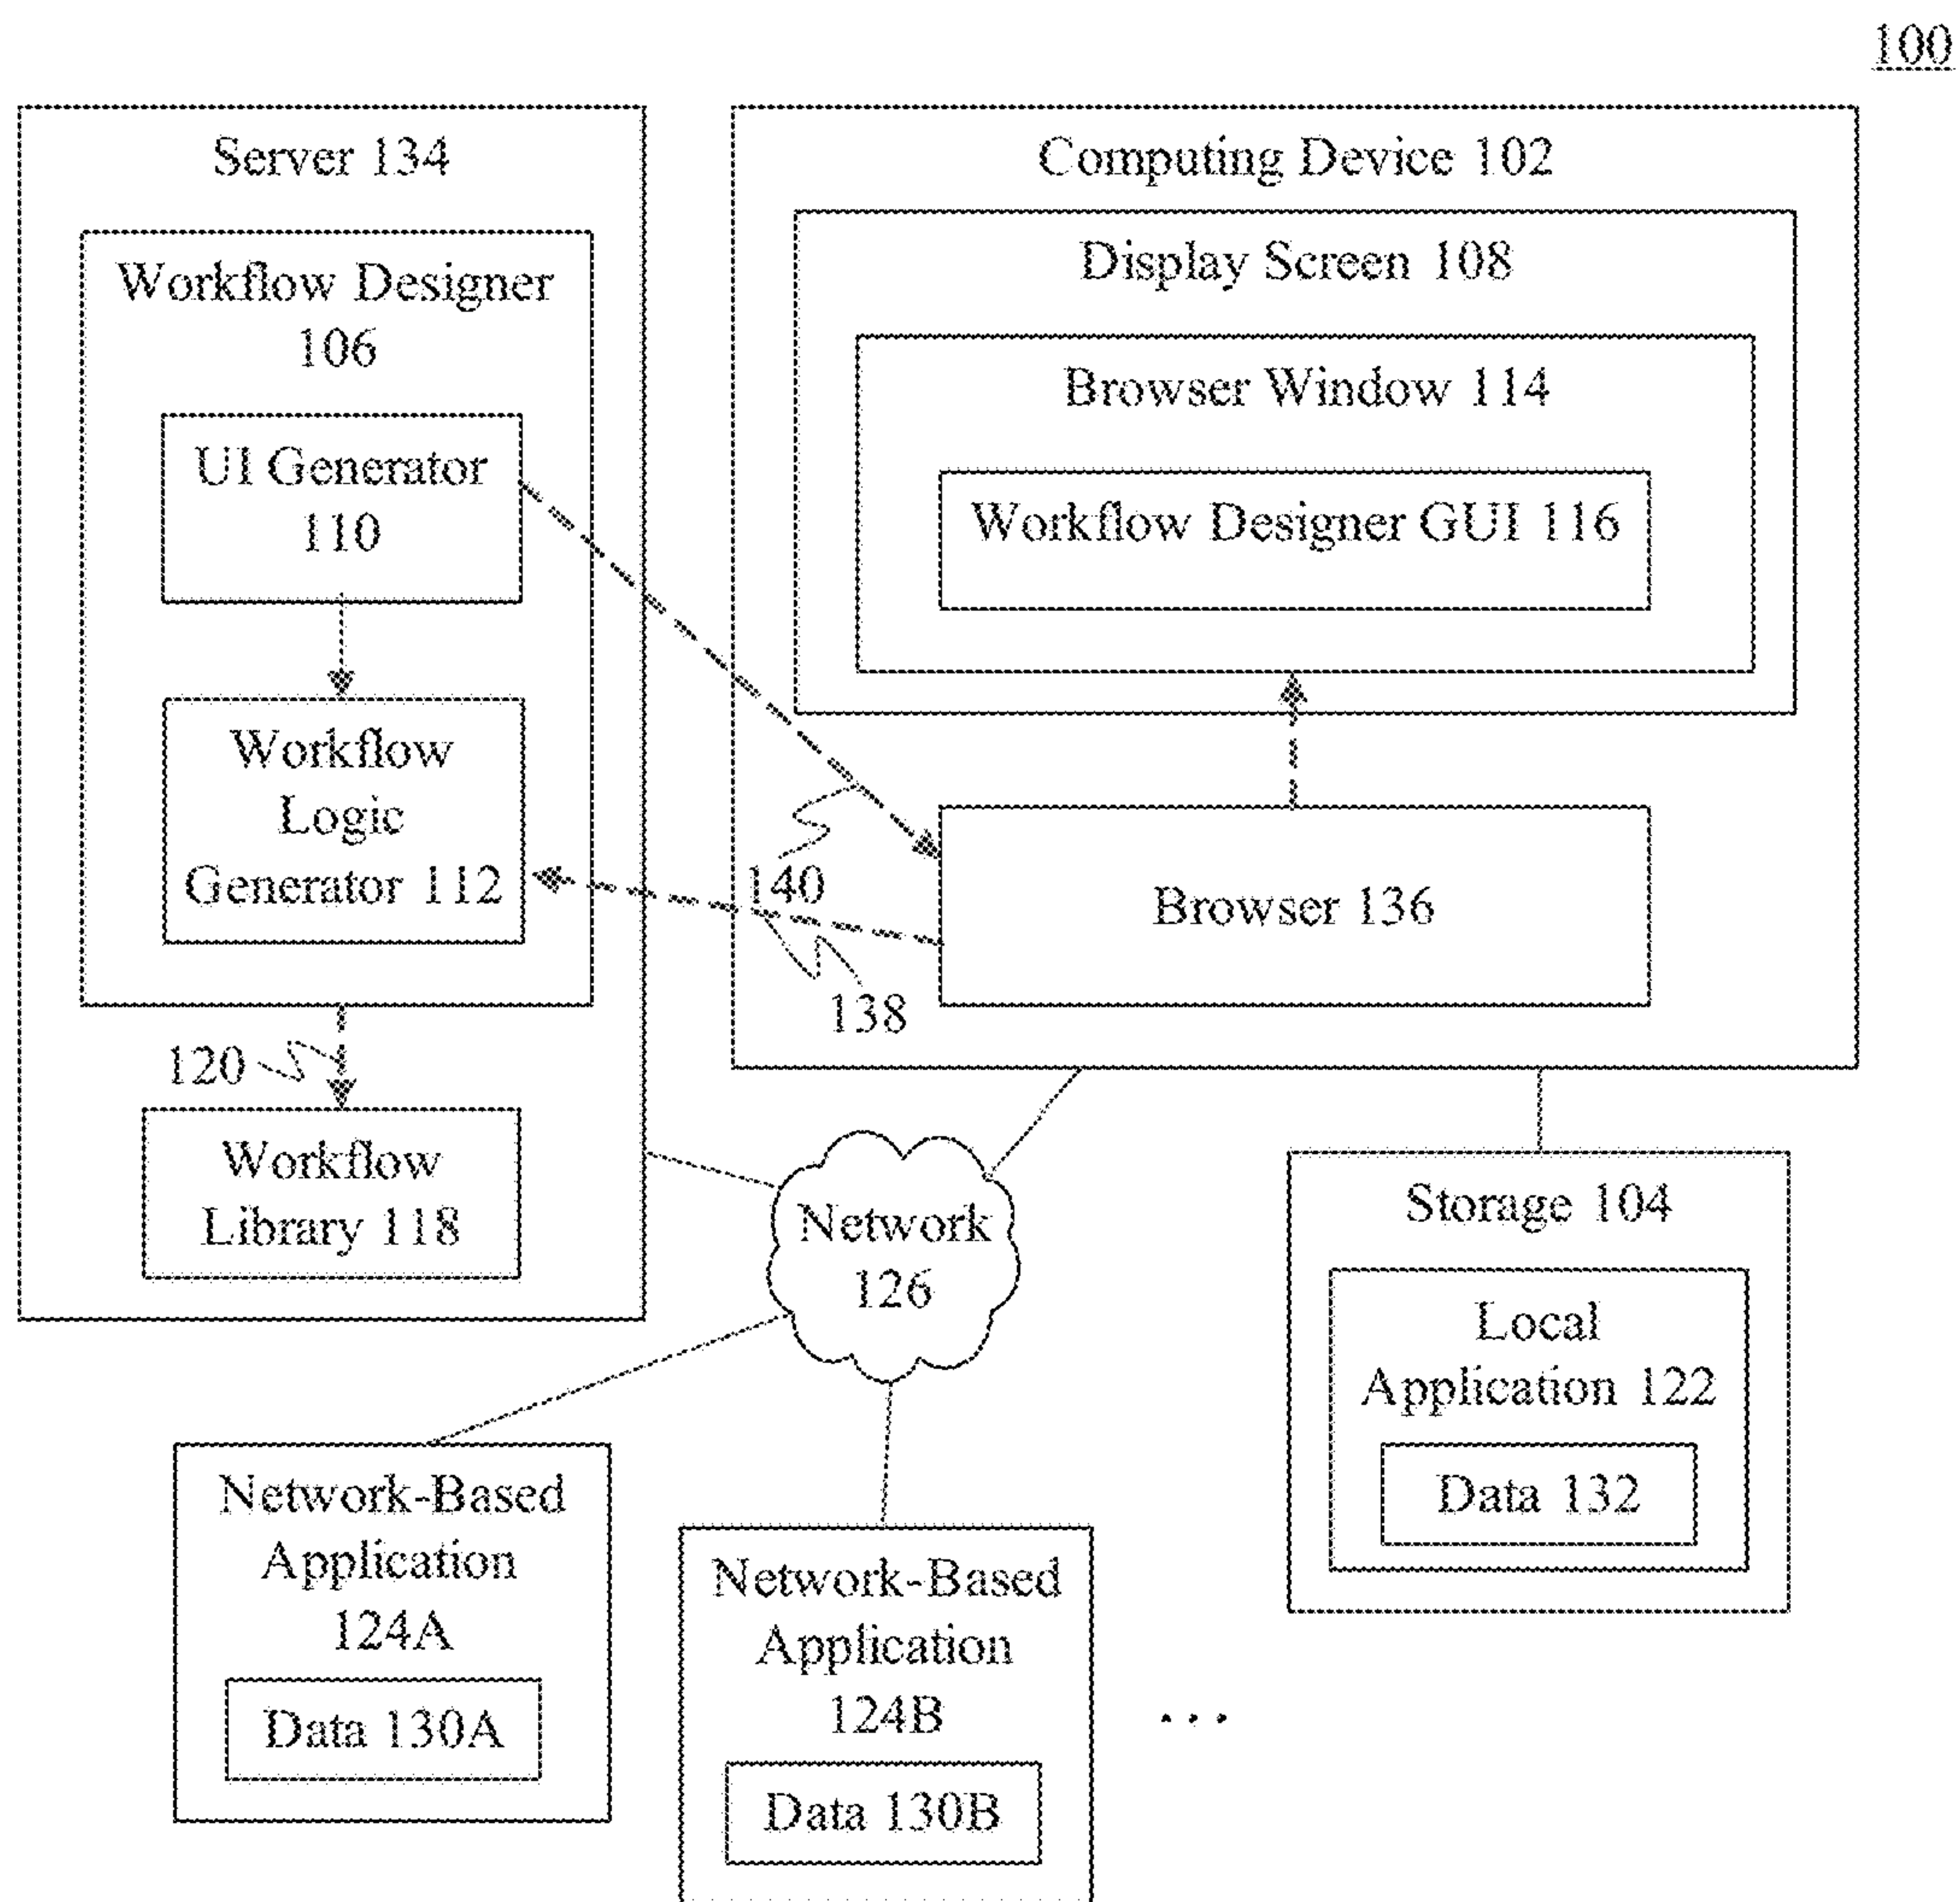 100
Server 134
Workflow Designer
106
UI Generator
110
Workflow
Logic
Generator 112
120
Workflow
Library 118
Computing Device 102
Display Screen 108
Browser Window 114
Workflow Designer GUI 116
140
Browser 136
138
Network
126
Storage 104
Local
Application 122
Data 132
Network-Based
Application
124A
Data 130A
Network-Based
Application
124B
Data 130B
...